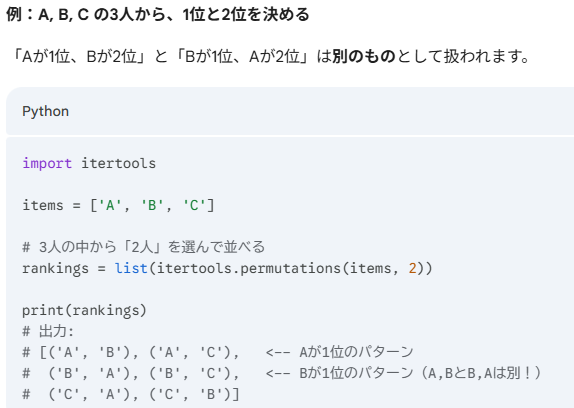 例：A, B, C の3人から、1位と2位を決める
「Aが1位、Bが2位」と「Bが1位、Aが2位」は別のものとして扱われます。
Python
import itertools
items = ['A', 'B', 'C']
# 3人の中から「2人」を選んで並べる
rankings = list(itertools.permutations(items, 2))
print(rankings)
# 出力:
# [('A', 'B'), ('A', 'C'),   <-- Aが1位のパターン
#  ('B', 'A'), ('B', 'C'),   <-- Bが1位のパターン（A,BとB,Aは別！）
#  ('C', 'A'), ('C', 'B')]